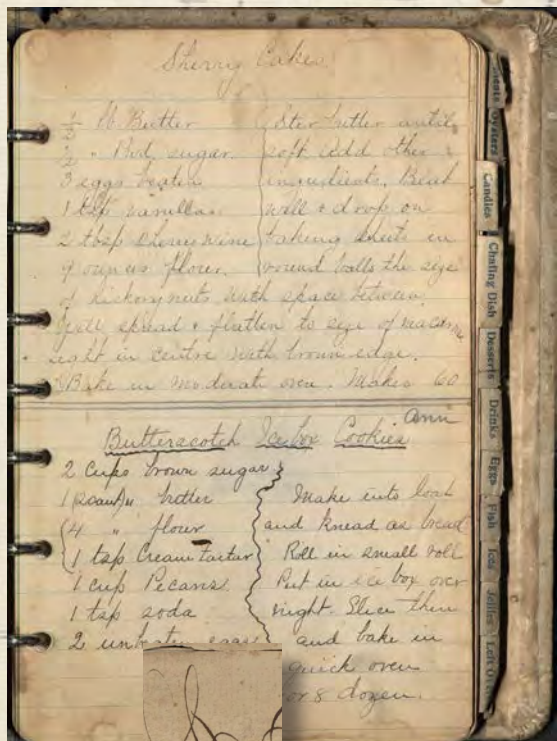 Sherry Cakes
1/2 lb Butter
1/2 " sugar
3 eggs beaten
1 tsp vanilla
2 tbsp sherry wine
9 ounces flour.
Ster butter until
soft add other
ingredients. Beat
well & drop on
baking sheets in
round balls the size
of hickory nuts with space between.
Will spread & flatten to size of
light in centre with brown edge.
Bake in moderate oven. Makes 60
Ann
Butterscotch Ice box Cookies
2 cups brown sugar
1 " butter
4 " flour
1 tsp Cream Tartar
1 cup Pecans
1 tsp soda
2 unbeaten eggs
Make into loaf
and knead as bread
Roll in small roll
Put in ice box over
night. Slice thin
and bake in
quick oven
or 8 dozen.
Oysters
Candies
Chafing Dish
Desserts
Drinks
Eggs
Fish
Ices
Jellies
Left Overs